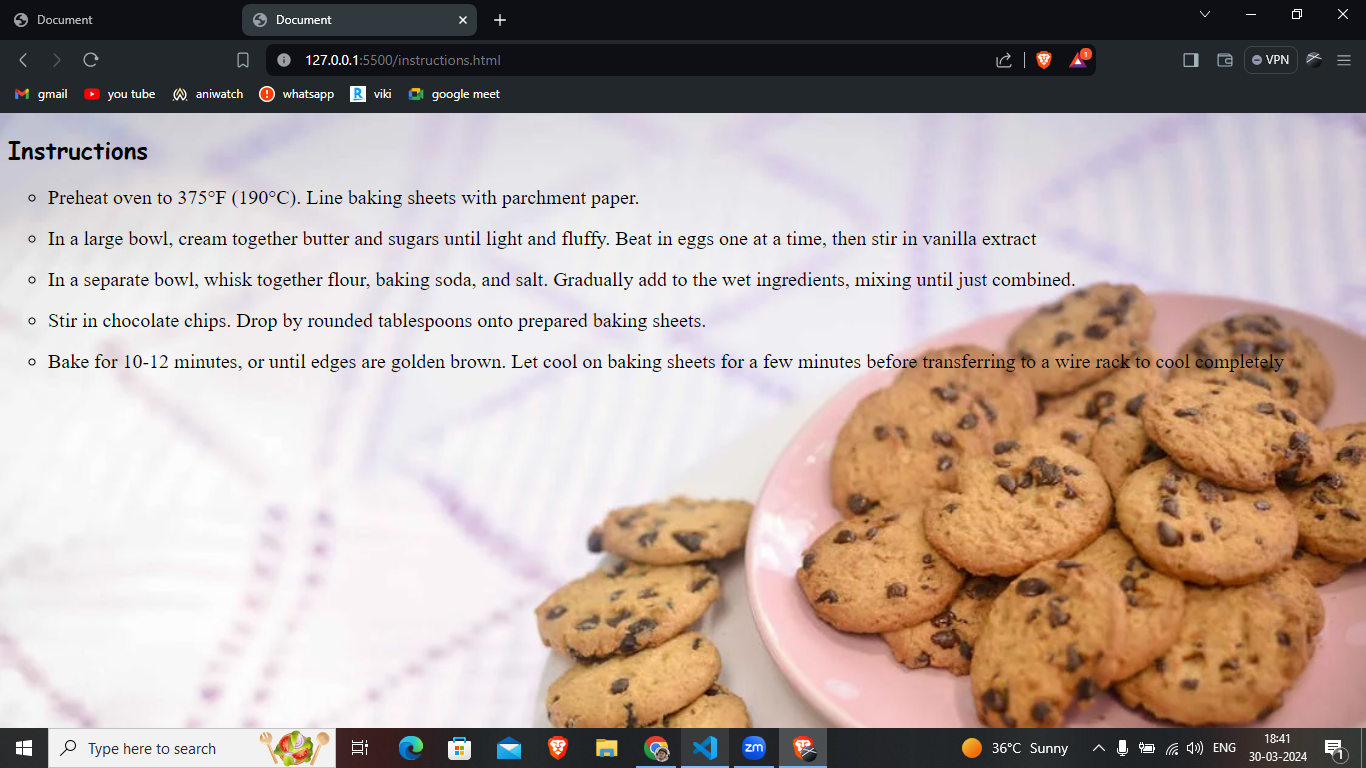 Document
Document
127.0.0.1:5500/instructions.html
VPN
1
gmail
you tube
aniwatch
whatsapp
viki
google meet
Instructions
Preheat oven to 375°F (190°C). Line baking sheets with parchment paper.
In a large bowl, cream together butter and sugars until light and fluffy. Beat in eggs one at a time, then stir in vanilla extract
In a separate bowl, whisk together flour, baking soda, and salt. Gradually add to the wet ingredients, mixing until just combined.
Stir in chocolate chips. Drop by rounded tablespoons onto prepared baking sheets.
Bake for 10-12 minutes, or until edges are golden brown. Let cool on baking sheets for a few minutes before transferring to a wire rack to cool completely
Type here to search
zm
36°C Sunny
ENG
18:41
30-03-2024
1